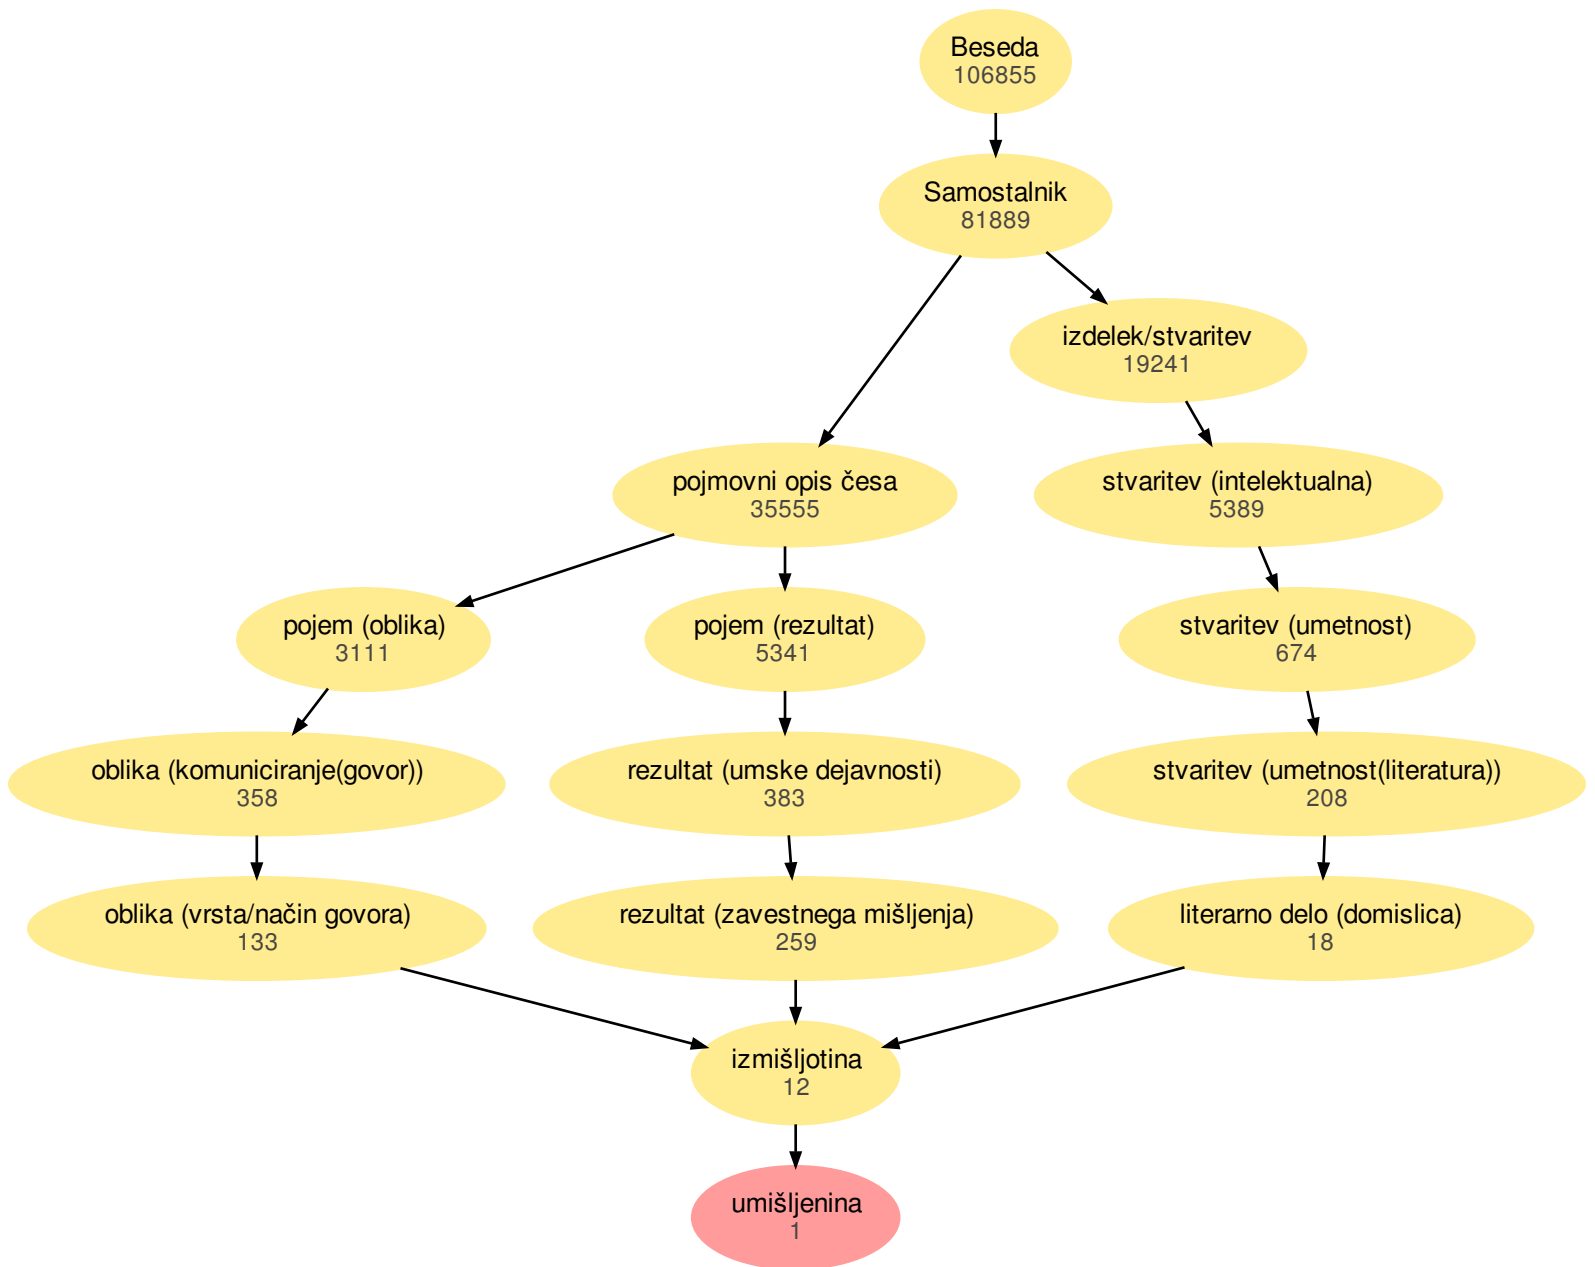 Beseda
106855
Samostalnik
81889
izdelek/stvaritev
19241
pojmovni opis česa
35555
stvaritev (intelektualna)
5389
pojem (oblika)
3111
pojem (rezultat)
5341
stvaritev (umetnost)
674
oblika (komuniciranje(govor))
358
rezultat (umske dejavnosti)
383
stvaritev (umetnost(literatura))
208
oblika (vrsta/način govora)
133
rezultat (zavestnega mišljenja)
259
literarno delo (domislica)
18
izmišljotina
12
umišljenina
1